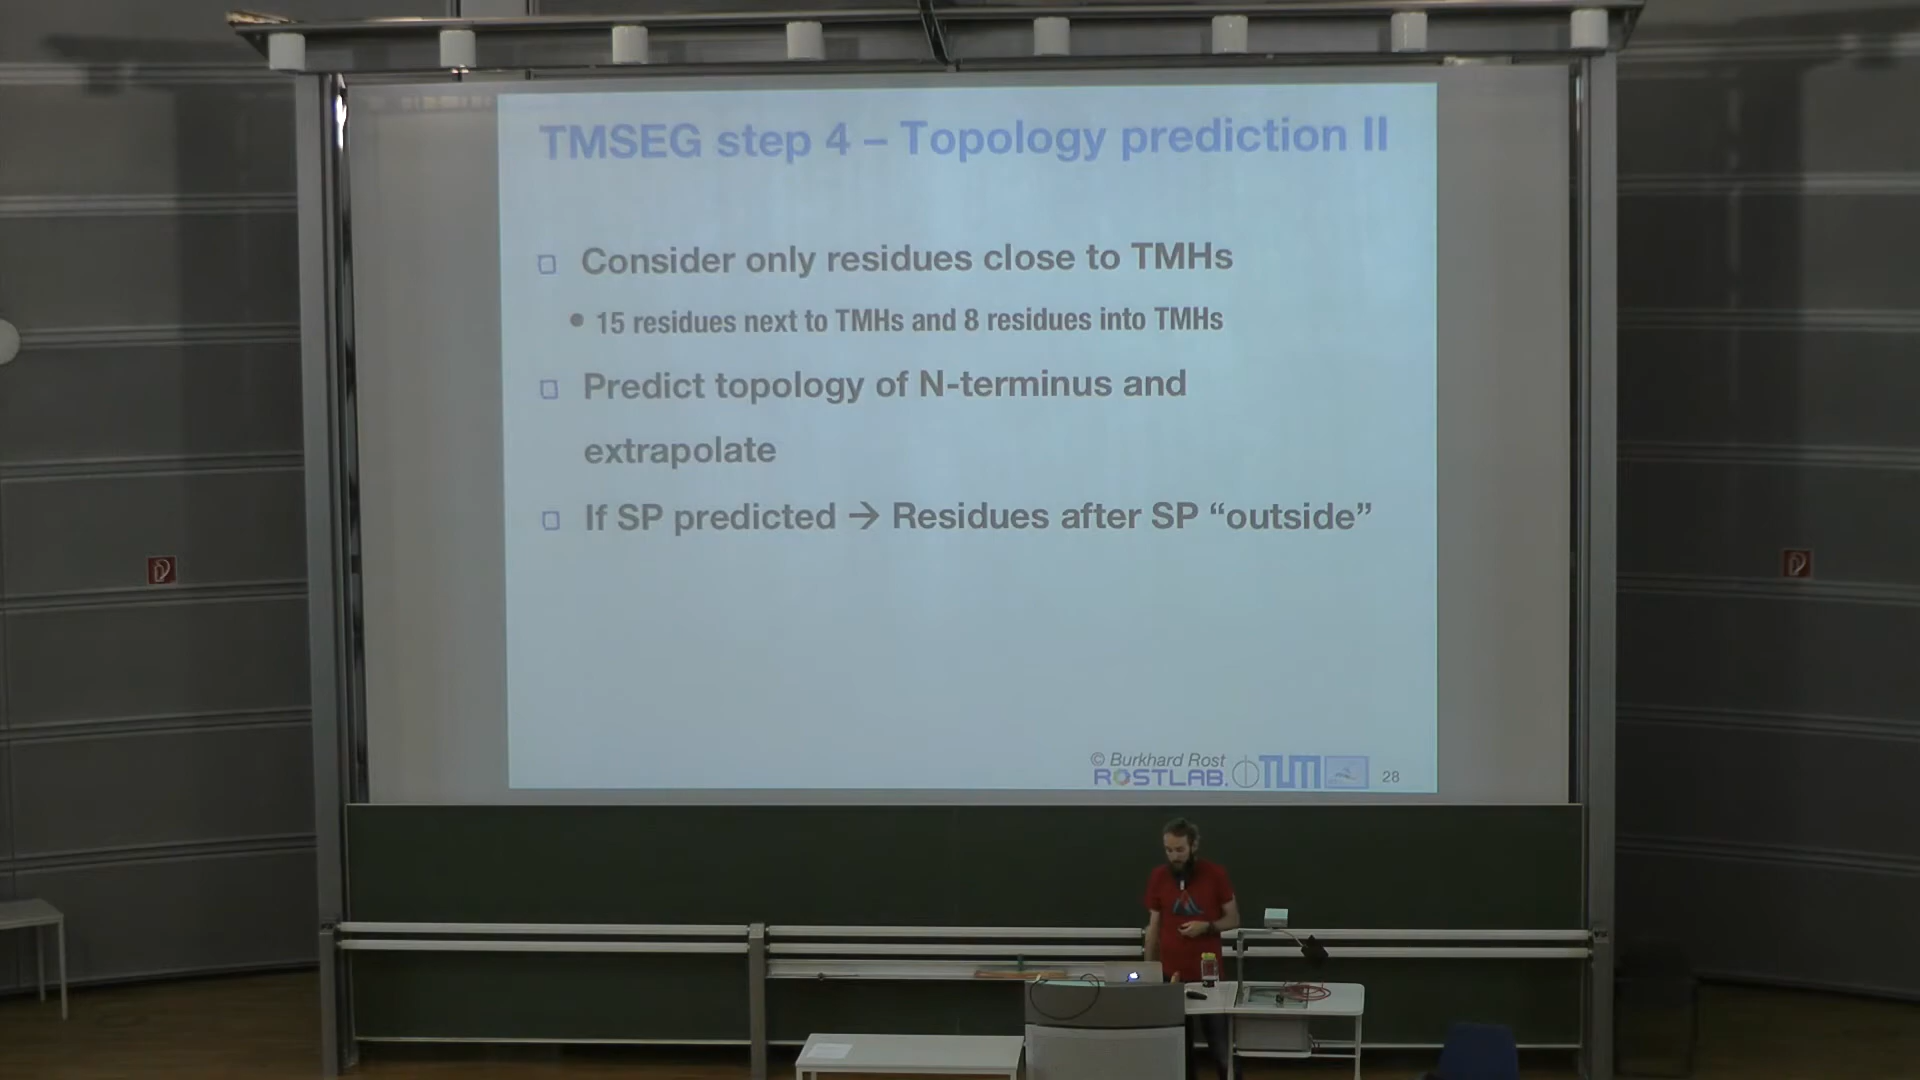 TMSEG step 4 – Topology prediction II
Consider only residues close to TMHs
15 residues next to TMHs and 8 residues into TMHs
Predict topology of N-terminus and
extrapolate
If SP predicted → Residues after SP “outside”
© Burkhard Rost
ROSTLAB. TUM 28